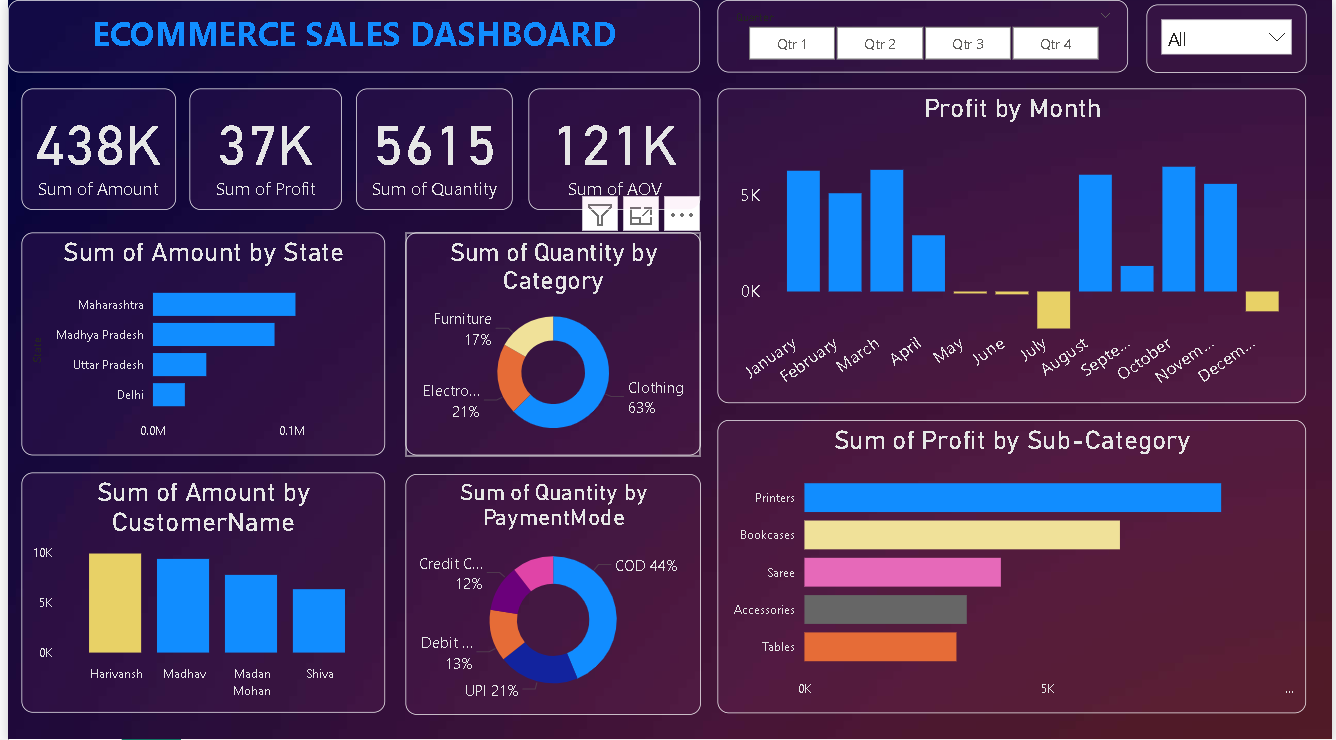 ECOMMERCE SALES DASHBOARD
Qtr 1
Qtr 2
Qtr 3
Qtr 4
All
438K
Sum of Amount
37K
Sum of Profit
5615
Sum of Quantity
121K
Sum of AOV
Profit by Month
5K
0K
January
February
March
April
May
June
July
August
Septe...
October
Novem...
Decem...
Sum of Amount by State
State
Maharashtra
Madhya Pradesh
Uttar Pradesh
Delhi
0.0M
0.1M
Sum of Quantity by
Category
Furniture
17%
Electro...
21%
Clothing
63%
Sum of Profit by Sub-Category
Printers
Bookcases
Saree
Accessories
Tables
0K
5K
...
Sum of Amount by
CustomerName
10K
5K
0K
Harivansh
Madhav
Madan
Mohan
Shiva
Sum of Quantity by
PaymentMode
Credit C...
12%
COD 44%
Debit ...
13%
UPI 21%